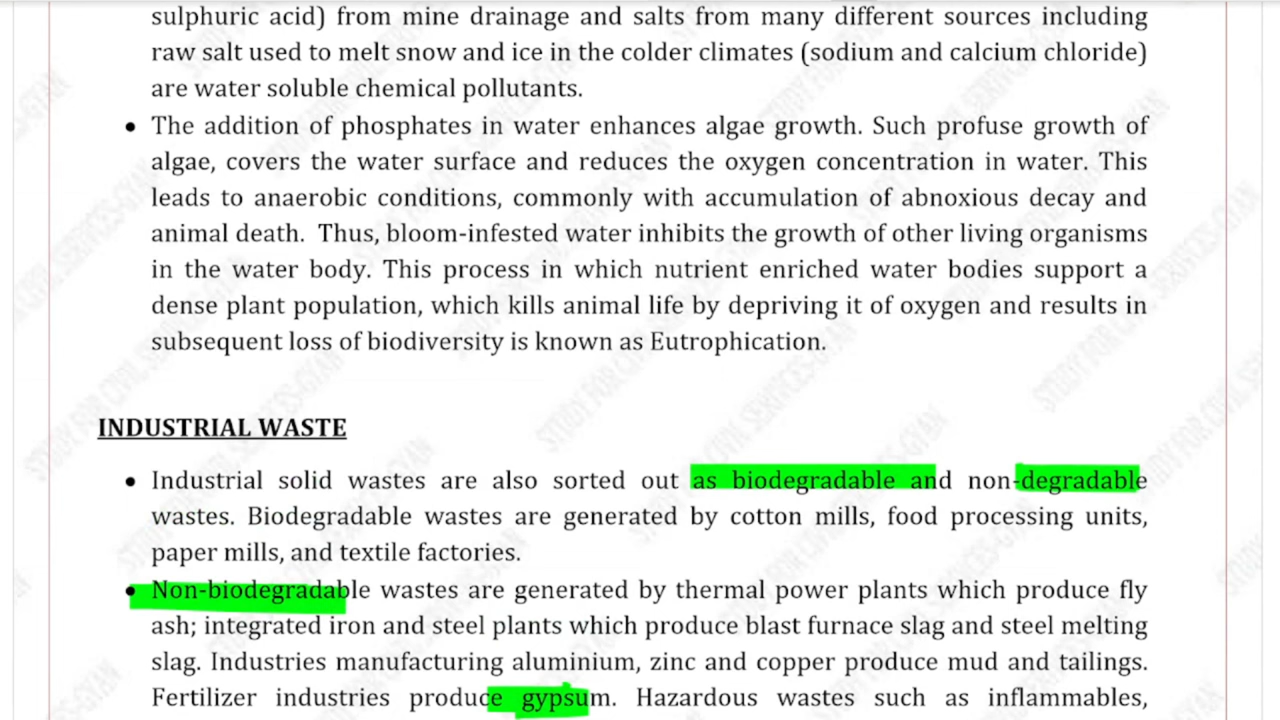 sulphuric acid) from mine drainage and salts from many different sources including
raw salt used to melt snow and ice in the colder climates (sodium and calcium chloride)
are water soluble chemical pollutants.
• The addition of phosphates in water enhances algae growth. Such profuse growth of
algae, covers the water surface and reduces the oxygen concentration in water. This
leads to anaerobic conditions, commonly with accumulation of abnoxious decay and
animal death. Thus, bloom-infested water inhibits the growth of other living organisms
in the water body. This process in which nutrient enriched water bodies support a
dense plant population, which kills animal life by depriving it of oxygen and results in
subsequent loss of biodiversity is known as Eutrophication.
INDUSTRIAL WASTE
• Industrial solid wastes are also sorted out as biodegradable and non-degradable
wastes. Biodegradable wastes are generated by cotton mills, food processing units,
paper mills, and textile factories.
• Non-biodegradable wastes are generated by thermal power plants which produce fly
ash; integrated iron and steel plants which produce blast furnace slag and steel melting
slag. Industries manufacturing aluminium, zinc and copper produce mud and tailings.
Fertilizer industries produce gypsum. Hazardous wastes such as inflammables,